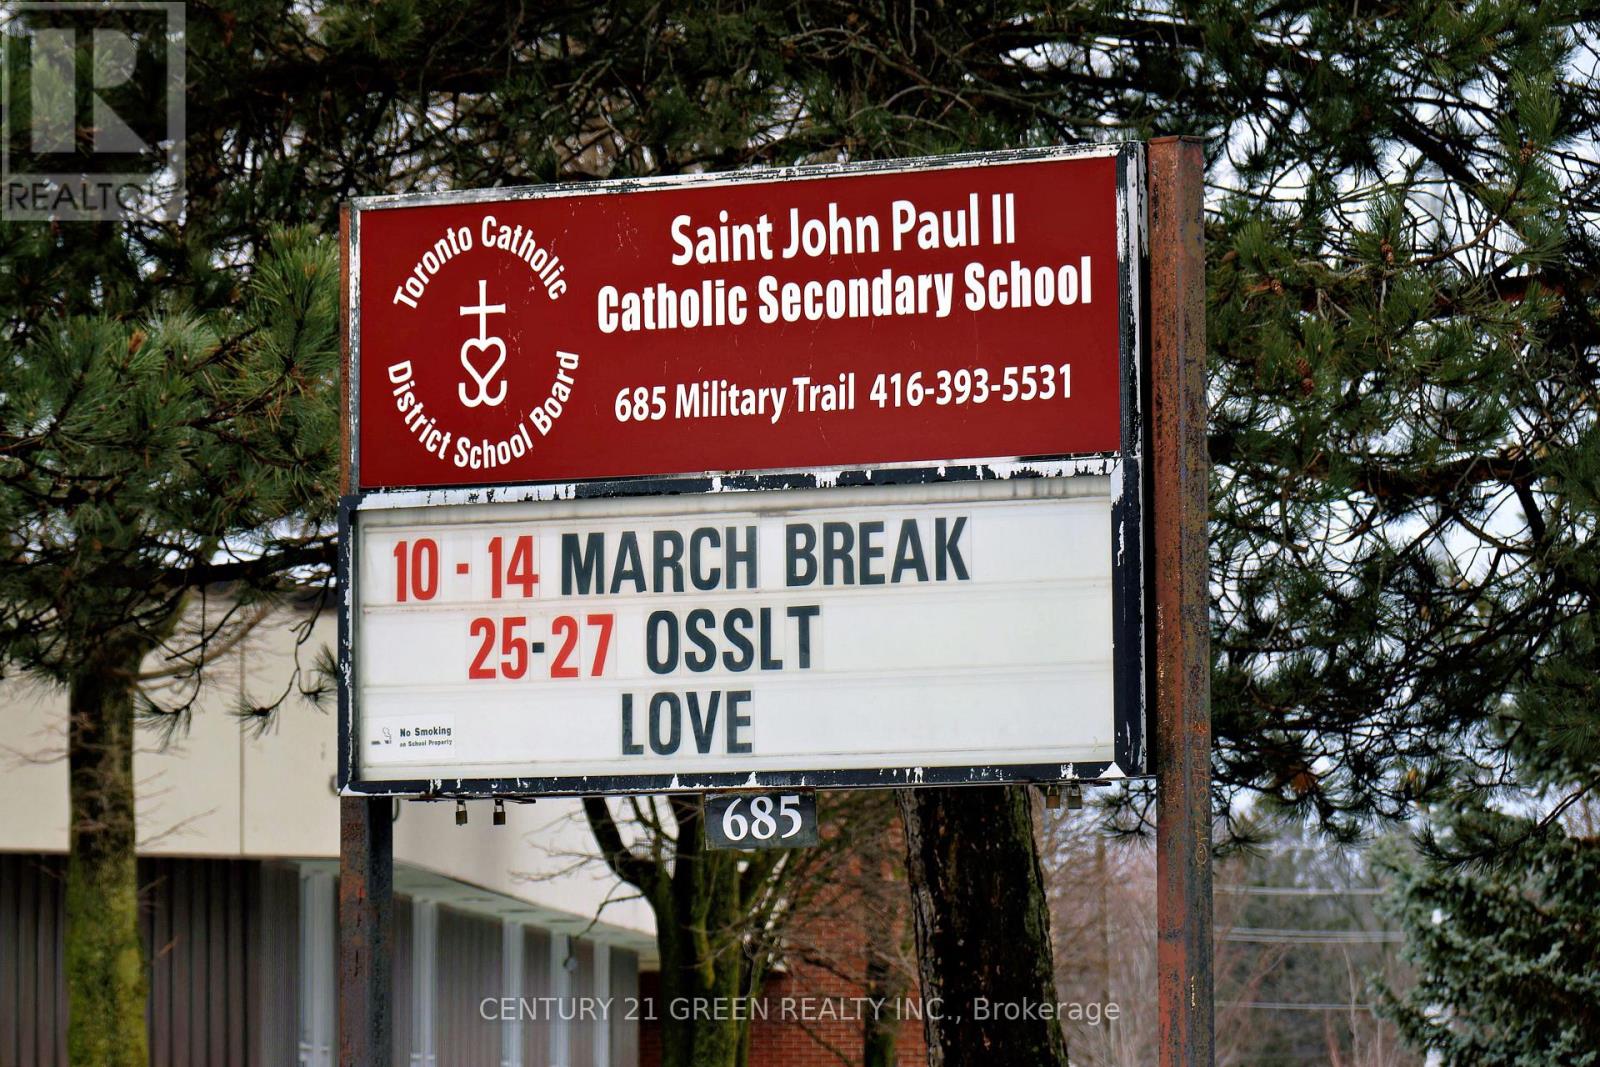 R
REALTOR
Toronto Catholic
District School Board
Saint John Paul II
Catholic Secondary School
685 Military Trail 416-393-5531
10 - 14 MARCH BREAK
25-27 OSSLT
LOVE
No Smoking
on School Property
685
CENTURY 21 GREEN REALTY INC., Brokerage